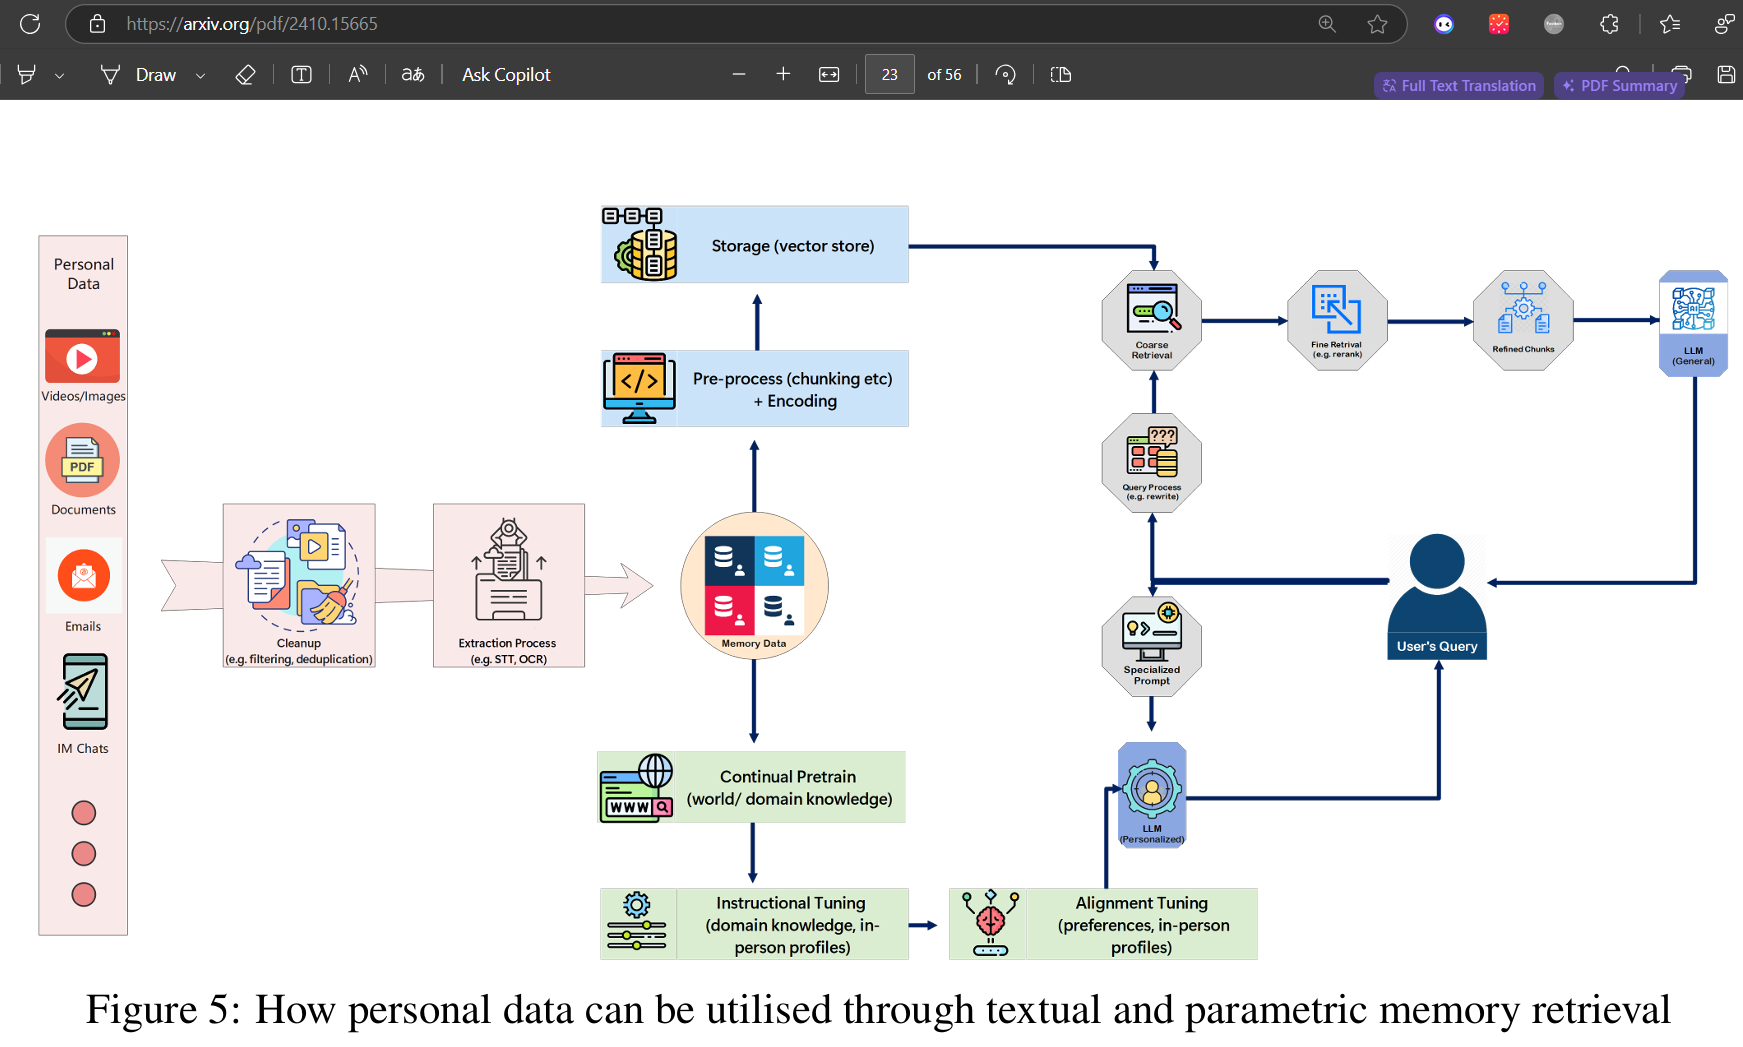 https://arxiv.org/pdf/2410.15665
Draw
Ask Copilot
23 of 56
Full Text Translation
PDF Summary
Personal
Data
Videos/Images
PDF
Documents
Emails
IM Chats
Cleanup
(e.g. filtering, deduplication)
Extraction Process
(e.g. STT, OCR)
Memory Data
Storage (vector store)
Pre-process (chunking etc)
+ Encoding
Continual Pretrain
(world/ domain knowledge)
WWW
Instructional Tuning
(domain knowledge, in-
person profiles)
Alignment Tuning
(preferences, in-person
profiles)
Coarse
Retrieval
Fine Retrival
(e.g. rerank)
Refined Chunks
AI
LLM
(General)
???
Query Process
(e.g. rewrite)
Specialized
Prompt
LLM
(Personalized)
User's Query
Figure 5: How personal data can be utilised through textual and parametric memory retrieval